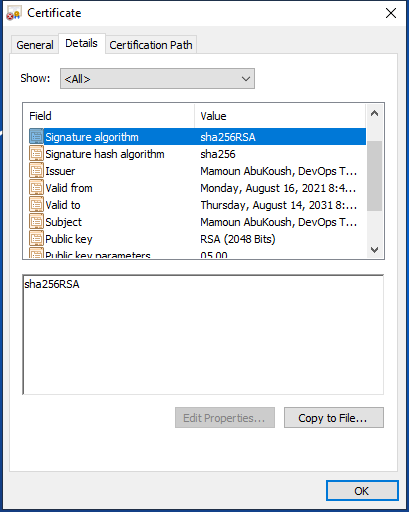 Certificate
General Details Certification Path
Show: <All>
Field Value
Signature algorithm sha256RSA
Signature hash algorithm sha256
Issuer Mamoun AbuKoush, DevOps T...
Valid from Monday, August 16, 2021 8:4...
Valid to Thursday, August 14, 2031 8:...
Subject Mamoun AbuKoush, DevOps T...
Public key RSA (2048 Bits)
Public key parameters 05 00
sha256RSA
Edit Properties...
Copy to File...
OK